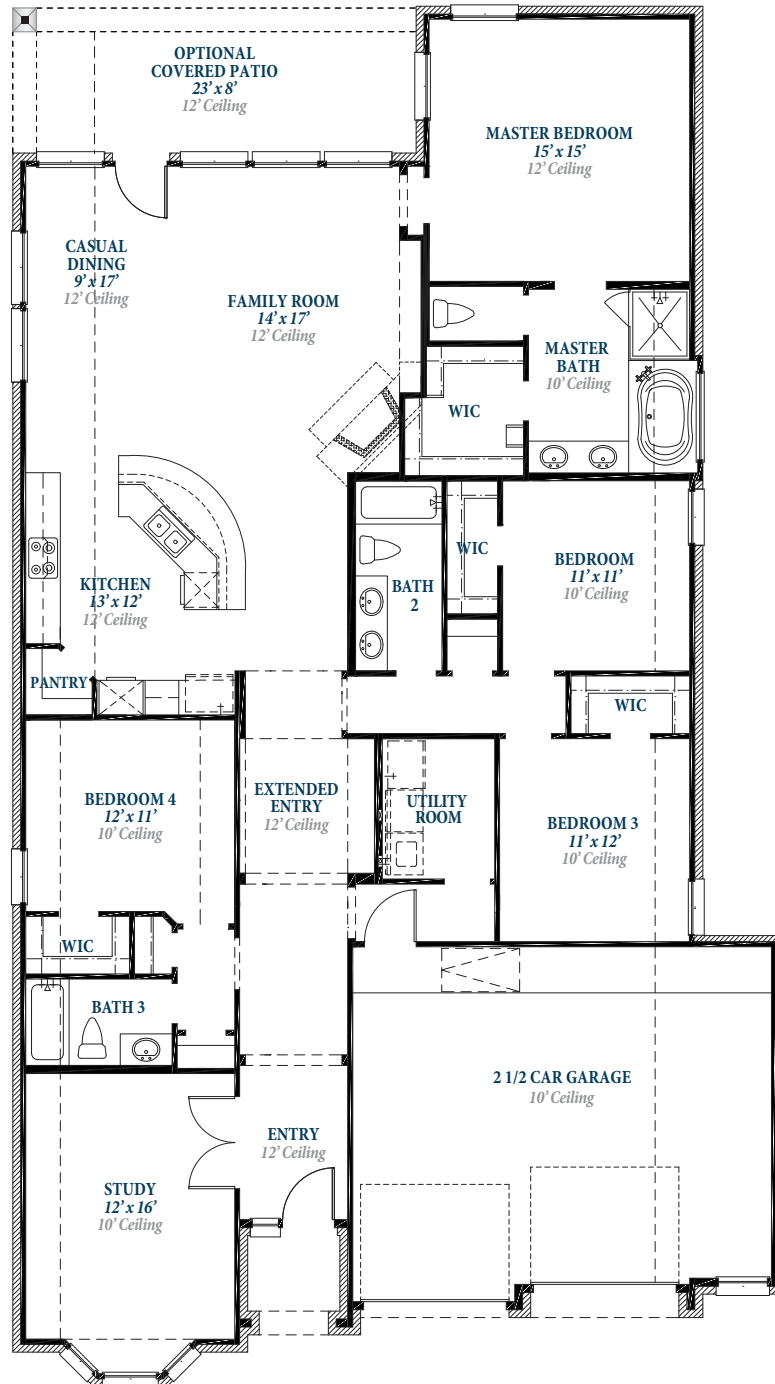 OPTIONAL
COVERED PATIO
23’ x 8’
12’ Ceiling
MASTER BEDROOM
15’ x 15’
12’ Ceiling
CASUAL
DINING
9’ x 17’
12’ Ceiling
FAMILY ROOM
14’ x 17’
12’ Ceiling
MASTER
BATH
10’ Ceiling
WIC
KITCHEN
13’ x 12’
12’ Ceiling
BATH
2
WIC
BEDROOM
11’ x 11’
10’ Ceiling
PANTRY
WIC
BEDROOM 4
12’ x 11’
10’ Ceiling
EXTENDED
ENTRY
12’ Ceiling
UTILITY
ROOM
BEDROOM 3
11’ x 12’
10’ Ceiling
WIC
BATH 3
2 1/2 CAR GARAGE
10’ Ceiling
ENTRY
12’ Ceiling
STUDY
12’ x 16’
10’ Ceiling